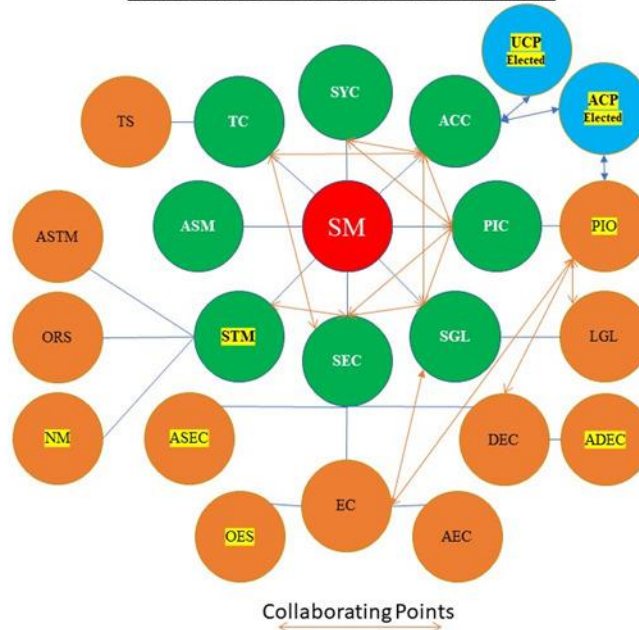 UCP
Elected
SYC
ACP
Elected
TS
TC
ACC
ASM
SM
PIC
PIO
ASTM
ORS
STM
SEC
SGL
LGL
NM
ASEC
DEC
ADEC
EC
OES
AEC
Collaborating Points